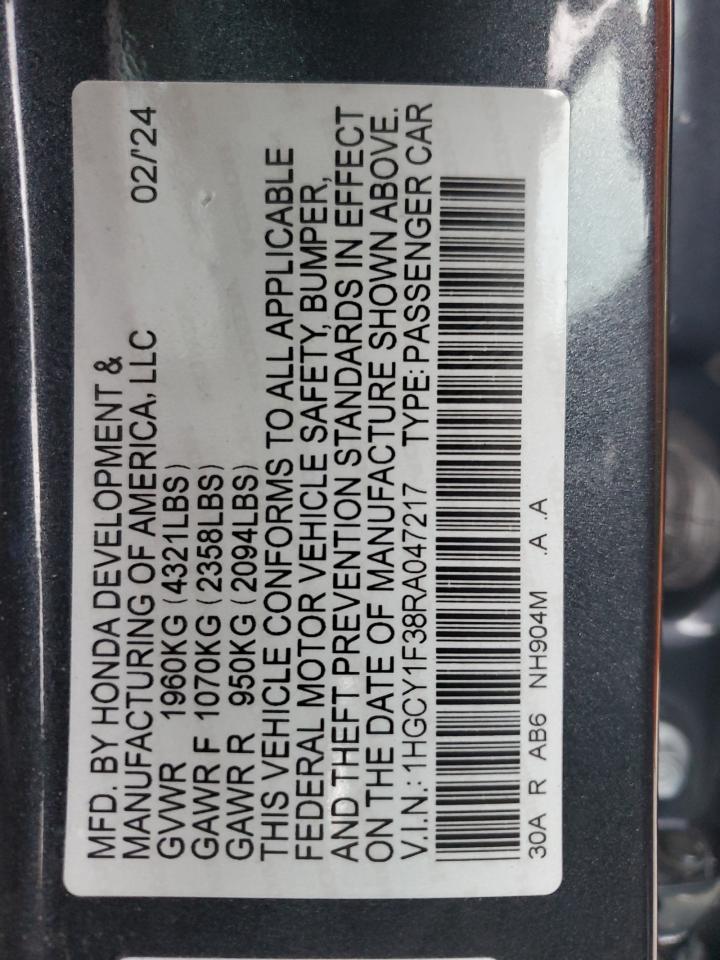 MFD. BY HONDA DEVELOPMENT &
MANUFACTURING OF AMERICA, LLC 02/'24
GVWR 1960KG (4321LBS)
GAWR F 1070KG (2358LBS)
GAWR R 950KG (2094LBS)
THIS VEHICLE CONFORMS TO ALL APPLICABLE
FEDERAL MOTOR VEHICLE SAFETY, BUMPER,
AND THEFT PREVENTION STANDARDS IN EFFECT
ON THE DATE OF MANUFACTURE SHOWN ABOVE.
V.I.N.: 1HGCY1F38RA047217 TYPE: PASSENGER CAR
30A R AB6 NH904M .A .A